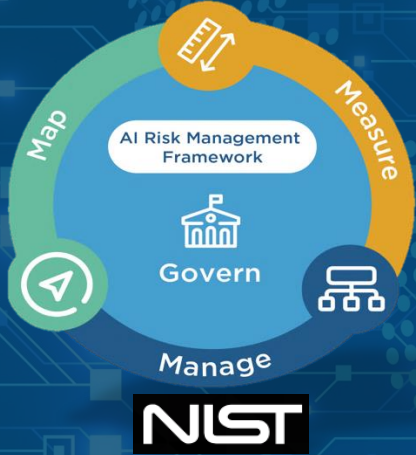 AI Risk Management
Framework
Map
Measure
Govern
Manage
NIST